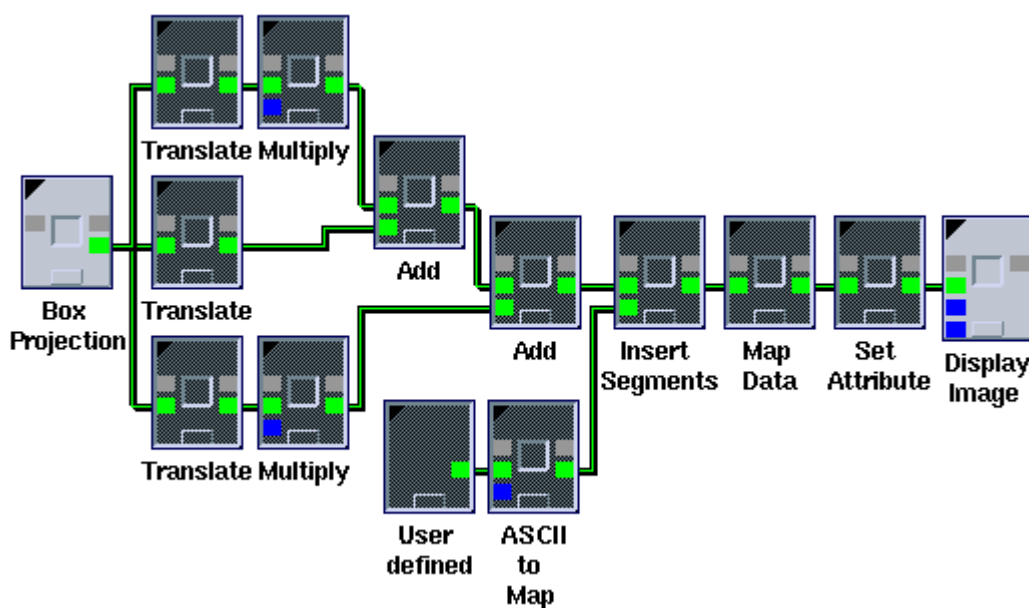 Translate Multiply
Box
Projection
Translate
Add
Translate Multiply
Add
Insert
Segments
Map
Data
Set
Attribute
Display
Image
User
defined
ASCII
to
Map